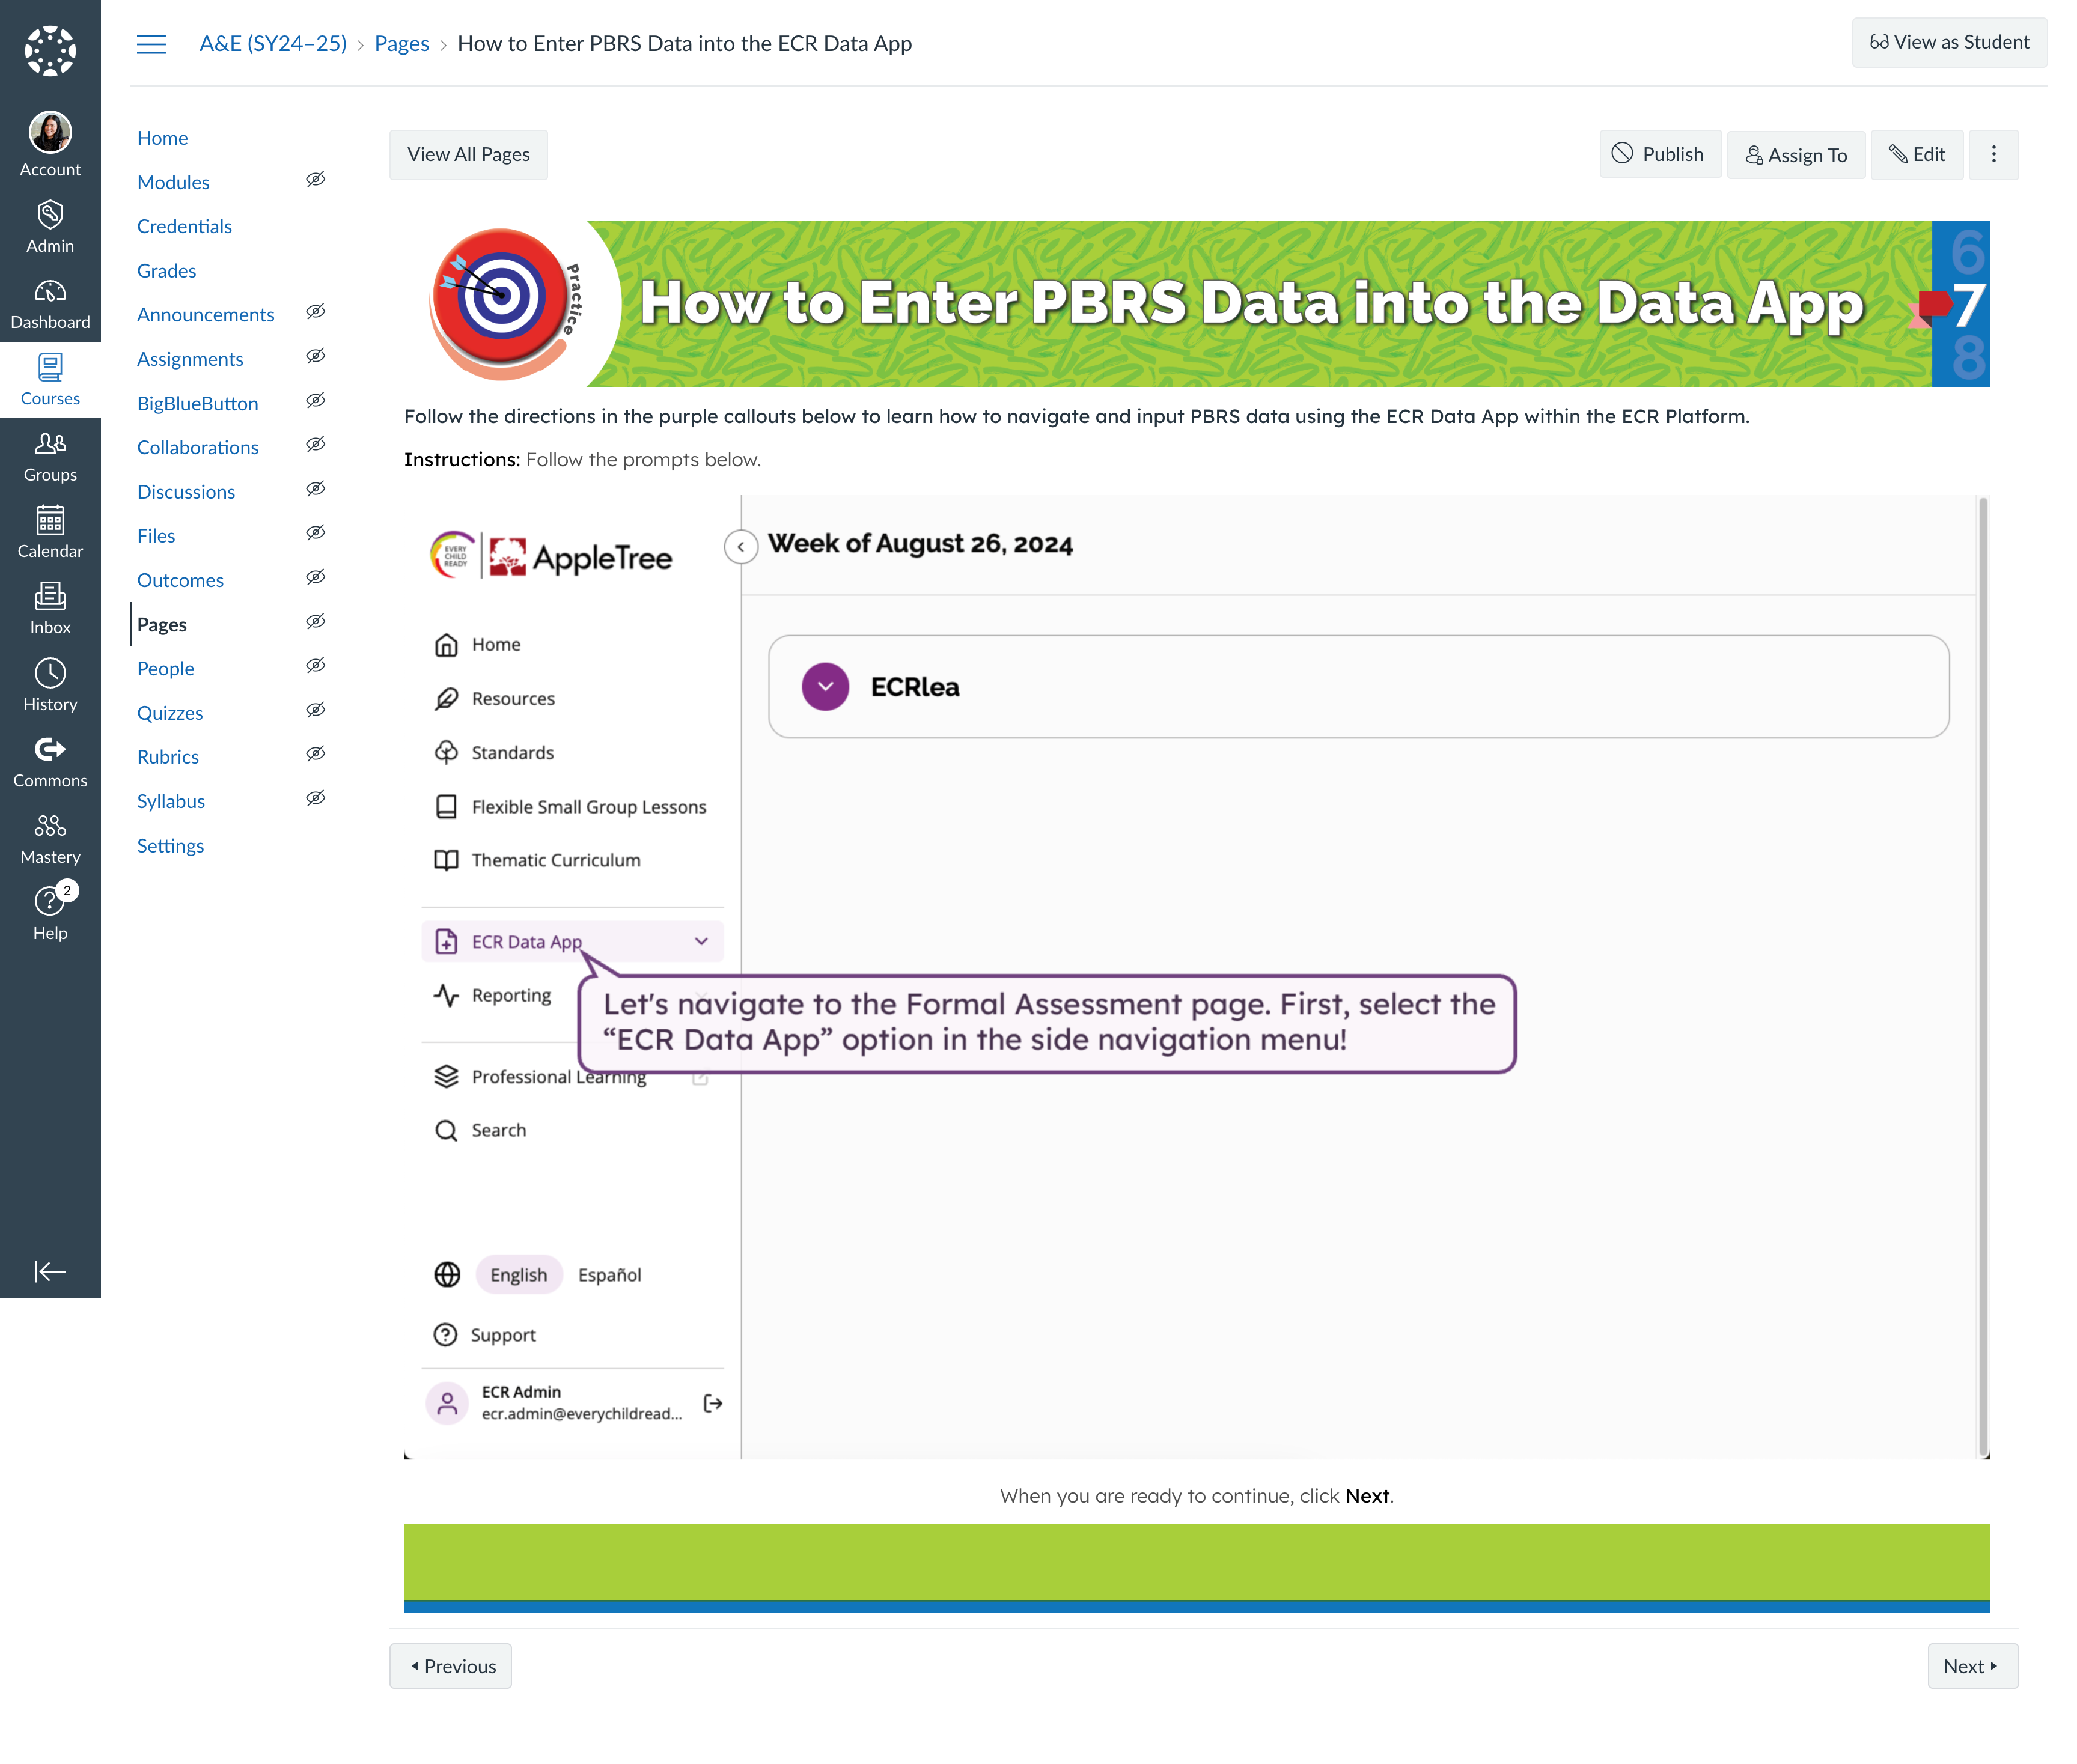 A&E (SY24-25) › Pages › How to Enter PBRS Data into the ECR Data App
View as Student
Account
Admin
Dashboard
Courses
Groups
Calendar
Inbox
History
Commons
Mastery
2
Help
Home
Modules
Credentials
Grades
Announcements
Assignments
BigBlueButton
Collaborations
Discussions
Files
Outcomes
Pages
People
Quizzes
Rubrics
Syllabus
Settings
View All Pages
Publish
Assign To
Edit
Practice
How to Enter PBRS Data into the Data App
6
7
8
Follow the directions in the purple callouts below to learn how to navigate and input PBRS data using the ECR Data App within the ECR Platform.
Instructions: Follow the prompts below.
EVERY
CHILD
READY
AppleTree
Week of August 26, 2024
Home
Resources
Standards
Flexible Small Group Lessons
Thematic Curriculum
ECR Data App
Reporting
Professional Learning
Search
English Español
Support
ECR Admin
ecr.admin@everychildread...
ECRlea
Let's navigate to the Formal Assessment page. First, select the
“ECR Data App” option in the side navigation menu!
When you are ready to continue, click Next.
Previous
Next